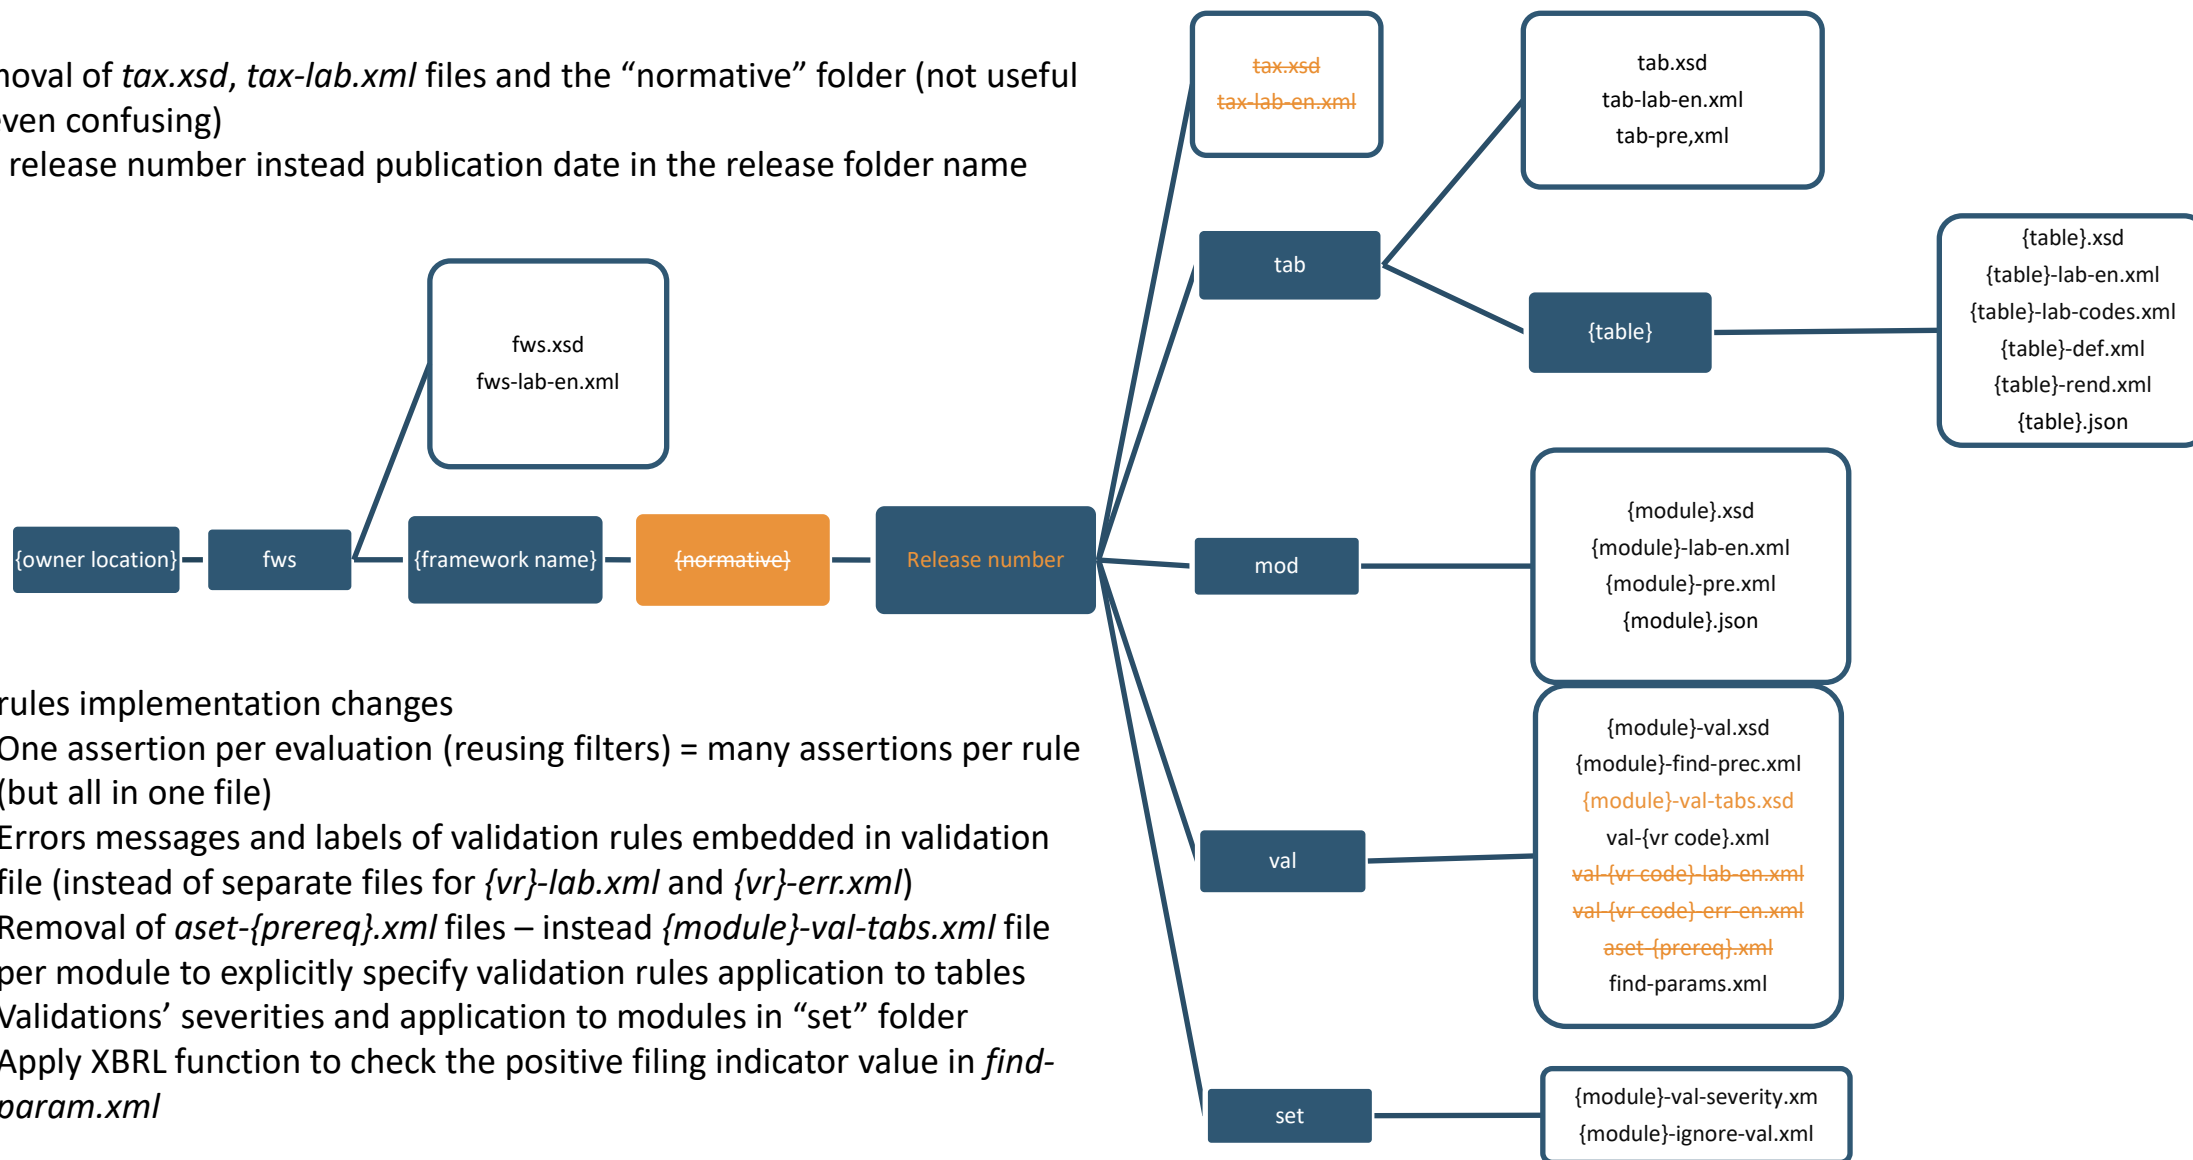 moval of tax.xsd, tax-lab.xml files and the “normative” folder (not useful
even confusing)
release number instead publication date in the release folder name
tax.xsd
tax-lab-en.xml
tab.xsd
tab-lab-en.xml
tab-pre,xml
tab
{table}
{table}.xsd
{table}-lab-en.xml
{table}-lab-codes.xml
{table}-def.xml
{table}-rend.xml
{table}.json
fws.xsd
fws-lab-en.xml
{owner location}
fws
{framework name}
{normative}
Release number
mod
{module}.xsd
{module}-lab-en.xml
{module}-pre.xml
{module}.json
rules implementation changes
One assertion per evaluation (reusing filters) = many assertions per rule
(but all in one file)
Errors messages and labels of validation rules embedded in validation
file (instead of separate files for {vr}-lab.xml and {vr}-err.xml)
Removal of aset-{prereq}.xml files – instead {module}-val-tabs.xml file
per module to explicitly specify validation rules application to tables
Validations’ severities and application to modules in “set” folder
Apply XBRL function to check the positive filing indicator value in find-
param.xml
val
{module}-val.xsd
{module}-find-prec.xml
{module}-val-tabs.xsd
val-{vr code}.xml
val-{vr code}-lab-en.xml
val-{vr code}-err-en.xml
aset-{prereq}.xml
find-params.xml
set
{module}-val-severity.xm
{module}-ignore-val.xml